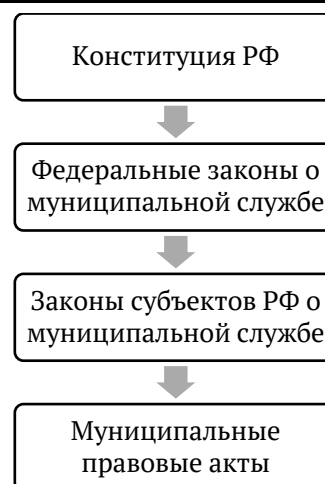 Конституция РФ
Федеральные законы о
муниципальной службе
Законы субъектов РФ о
муниципальной службе
Муниципальные
правовые акты